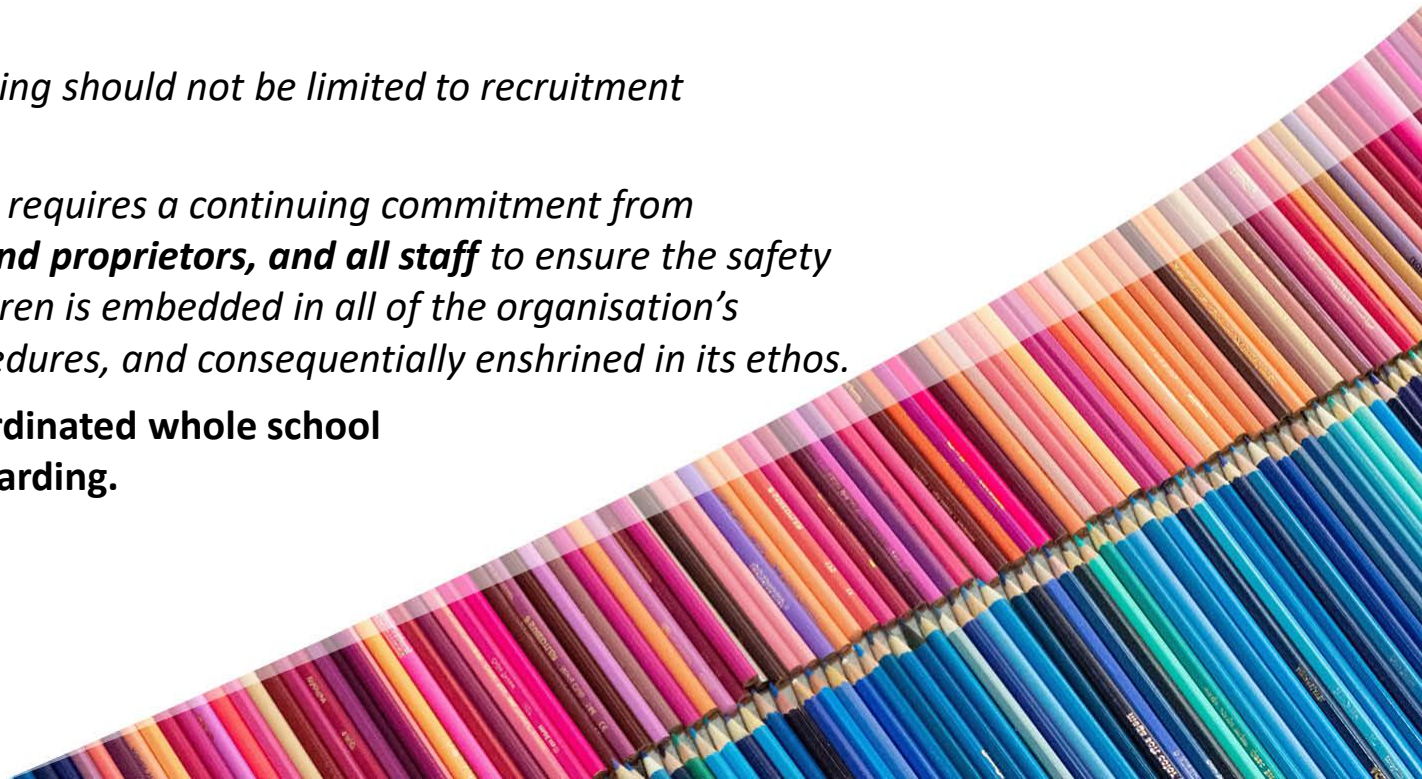 ing should not be limited to recruitment
requires a continuing commitment from
nd proprietors, and all staff to ensure the safety
ren is embedded in all of the organisation’s
edures, and consequentially enshrined in its ethos.
rdinated whole school
arding.